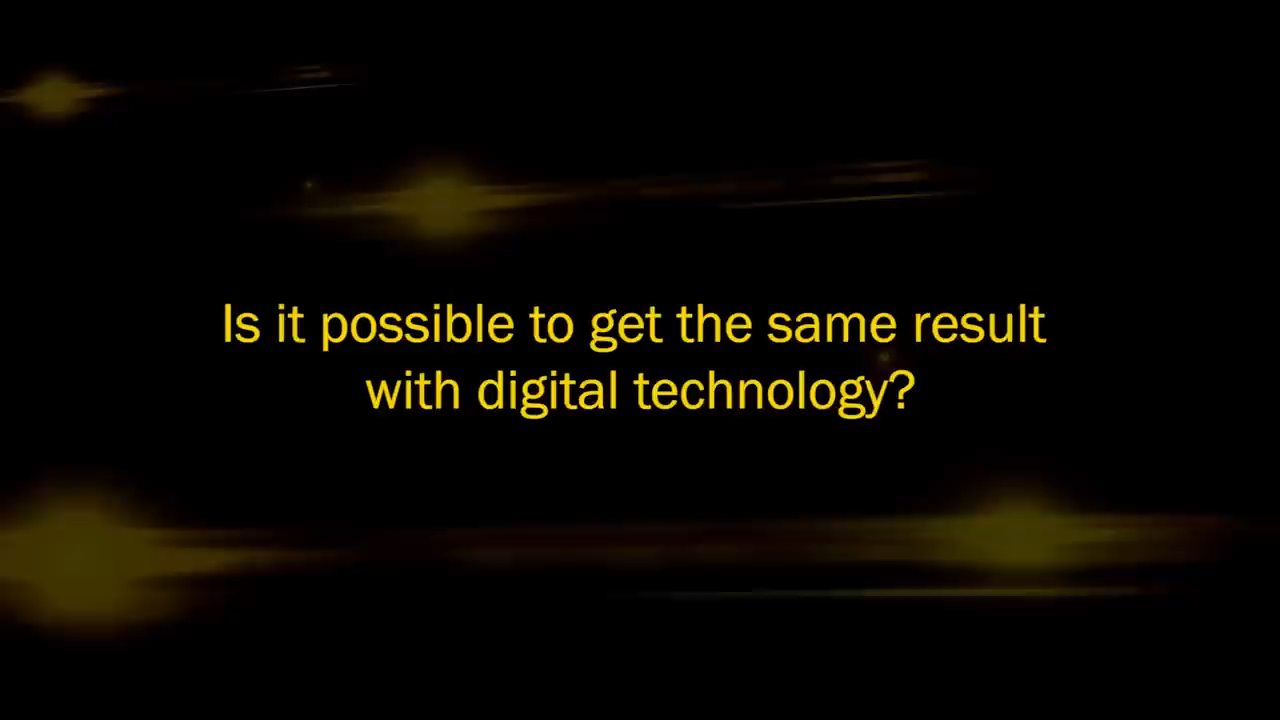 Is it possible to get the same result
with digital technology?